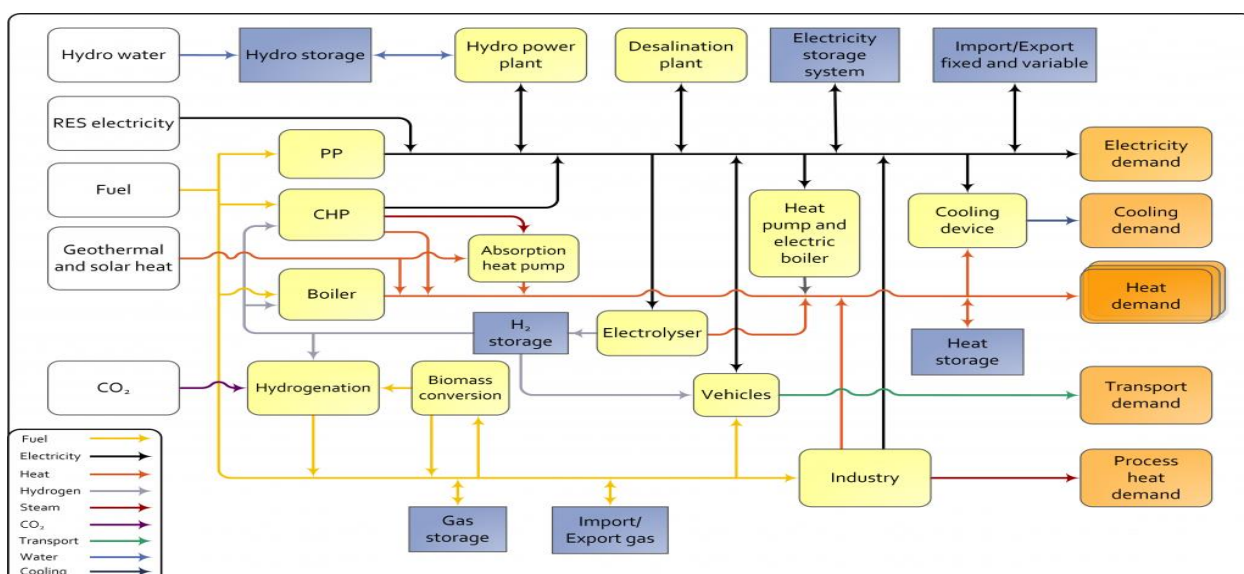 Hydro water
Hydro storage
Hydro power
plant
Desalination
plant
Electricity
storage
system
Import/Export
fixed and variable
RES electricity
PP
Electricity
demand
Fuel
CHP
Heat
pump and
electric
boiler
Cooling
device
Cooling
demand
Geothermal
and solar heat
Absorption
heat pump
Boiler
Heat
demand
H₂
storage
Electrolyser
Heat
storage
CO₂
Hydrogenation
Biomass
conversion
Vehicles
Transport
demand
Industry
Process
heat
demand
Gas
storage
Import/
Export gas
Fuel
Electricity
Heat
Hydrogen
Steam
CO₂
Transport
Water
Cooling